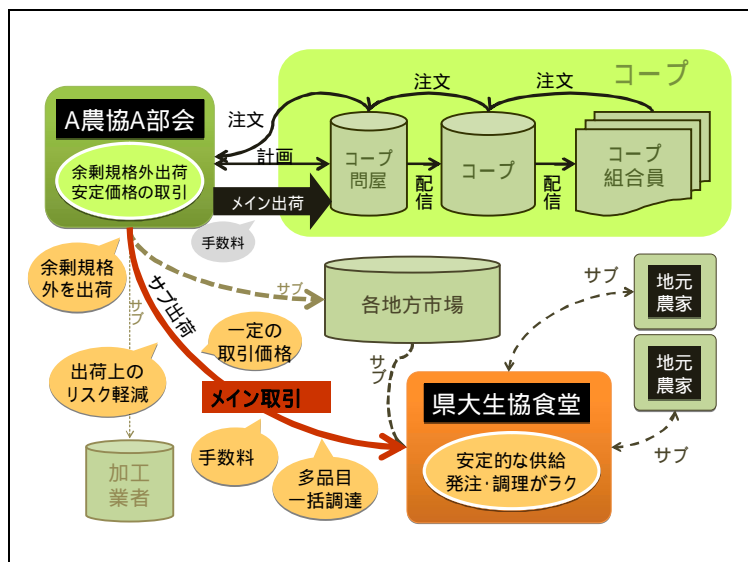 コープ
注文
注文
注文
A農協A部会
余剰規格外出荷
安定価格の取引
計画
メイン出荷
手数料
コープ
問屋
配信
コープ
配信
コープ
組合員
余剰規格
外を出荷
サブ
サブ出荷
サブ
各地方市場
サブ
サブ
地元
農家
地元
農家
サブ
一定の
取引価格
出荷上の
リスク軽減
メイン取引
手数料
多品目
一括調達
加工
業者
県大生協食堂
安定的な供給
発注・調理がラク